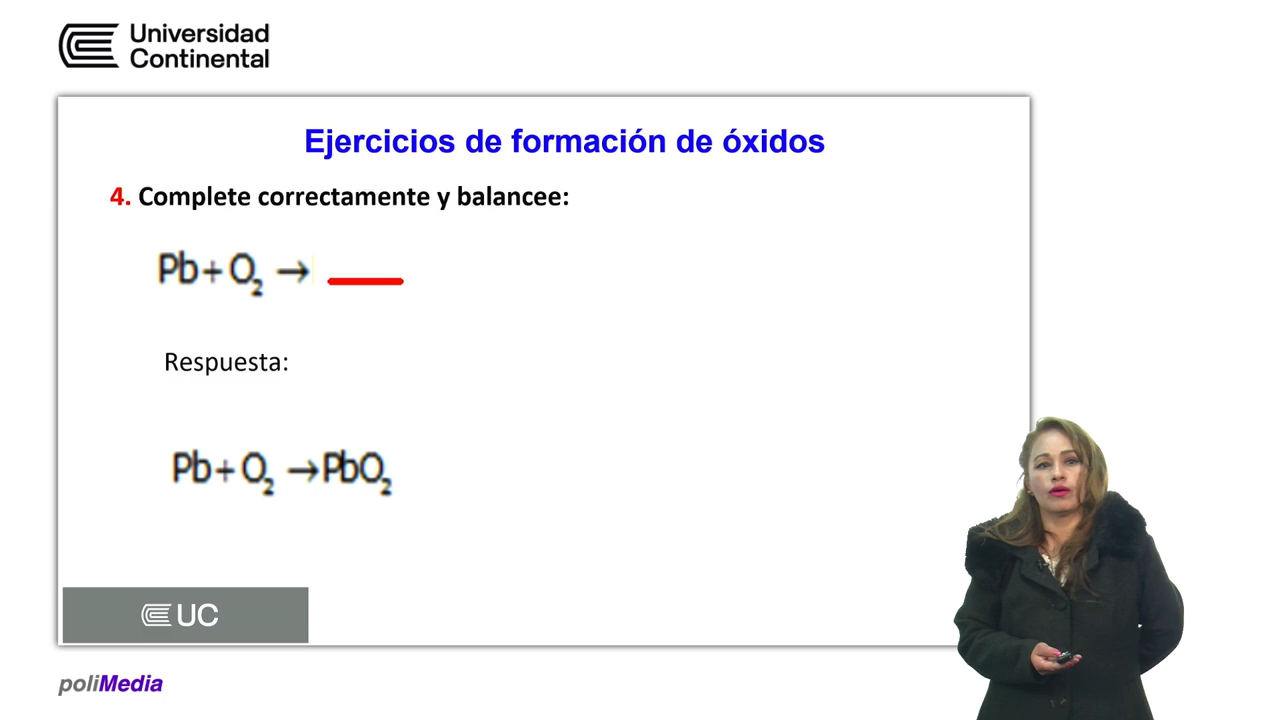 Universidad
Continental
Ejercicios de formación de óxidos
4. Complete correctamente y balancee:
Pb + O₂ →
Respuesta:
Pb + O₂ → PbO₂
UC
poliMedia